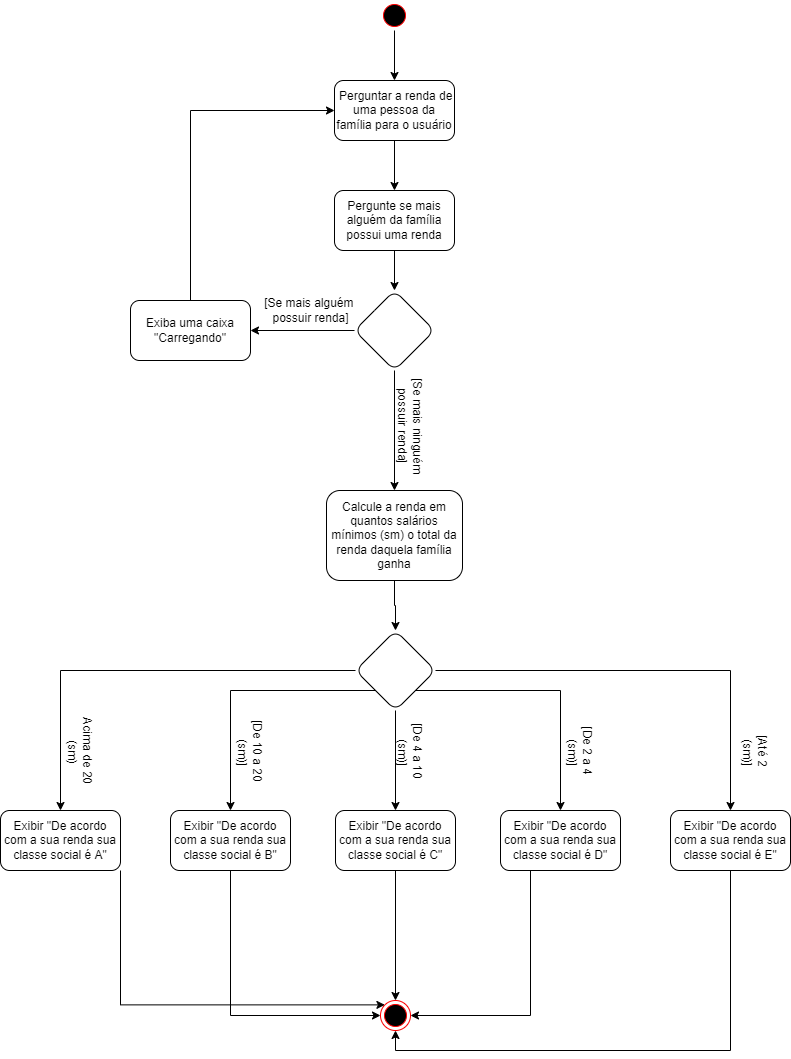 Perguntar a renda de
uma pessoa da
família para o usuário
Pergunte se mais
alguém da família
possui uma renda
[Se mais alguém
possuir renda]
Exiba uma caixa
"Carregando"
[Se mais ninguém
possuir renda]
Calcule a renda em
quantos salários
mínimos (sm) o total da
renda daquela família
ganha
Acima de 20
(sm)
[De 10 a 20
(sm)]
[De 4 a 10
(sm)]
[De 2 a 4
(sm)]
[Até 2
(sm)]
Exibir "De acordo
com a sua renda sua
classe social é A"
Exibir "De acordo
com a sua renda sua
classe social é B"
Exibir "De acordo
com a sua renda sua
classe social é C"
Exibir "De acordo
com a sua renda sua
classe social é D"
Exibir "De acordo
com a sua renda sua
classe social é E"